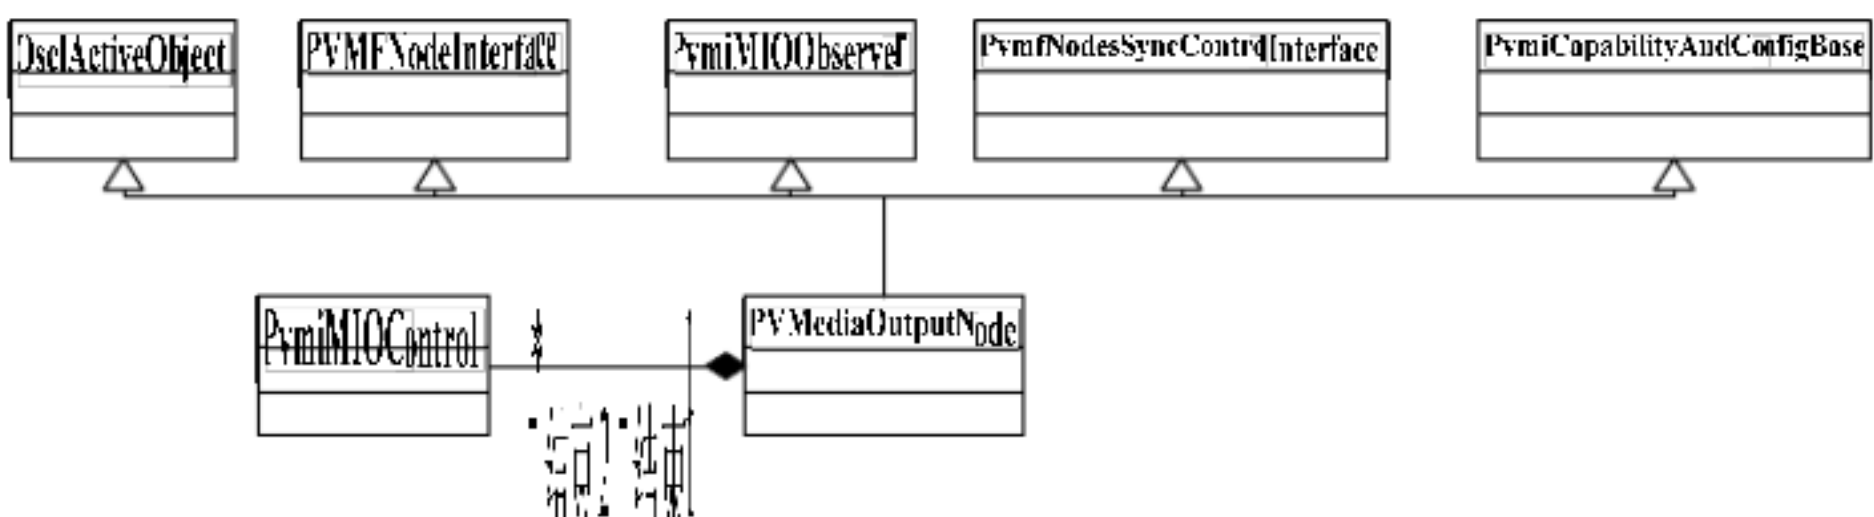 OsclActiveObject
PVMFNodeInterface
PvmiMIOObserver
PvmfNodesSyncControlInterface
PvmiCapabilityAndConfigBase
PvmiMIOControl
PVMediaOutputNode